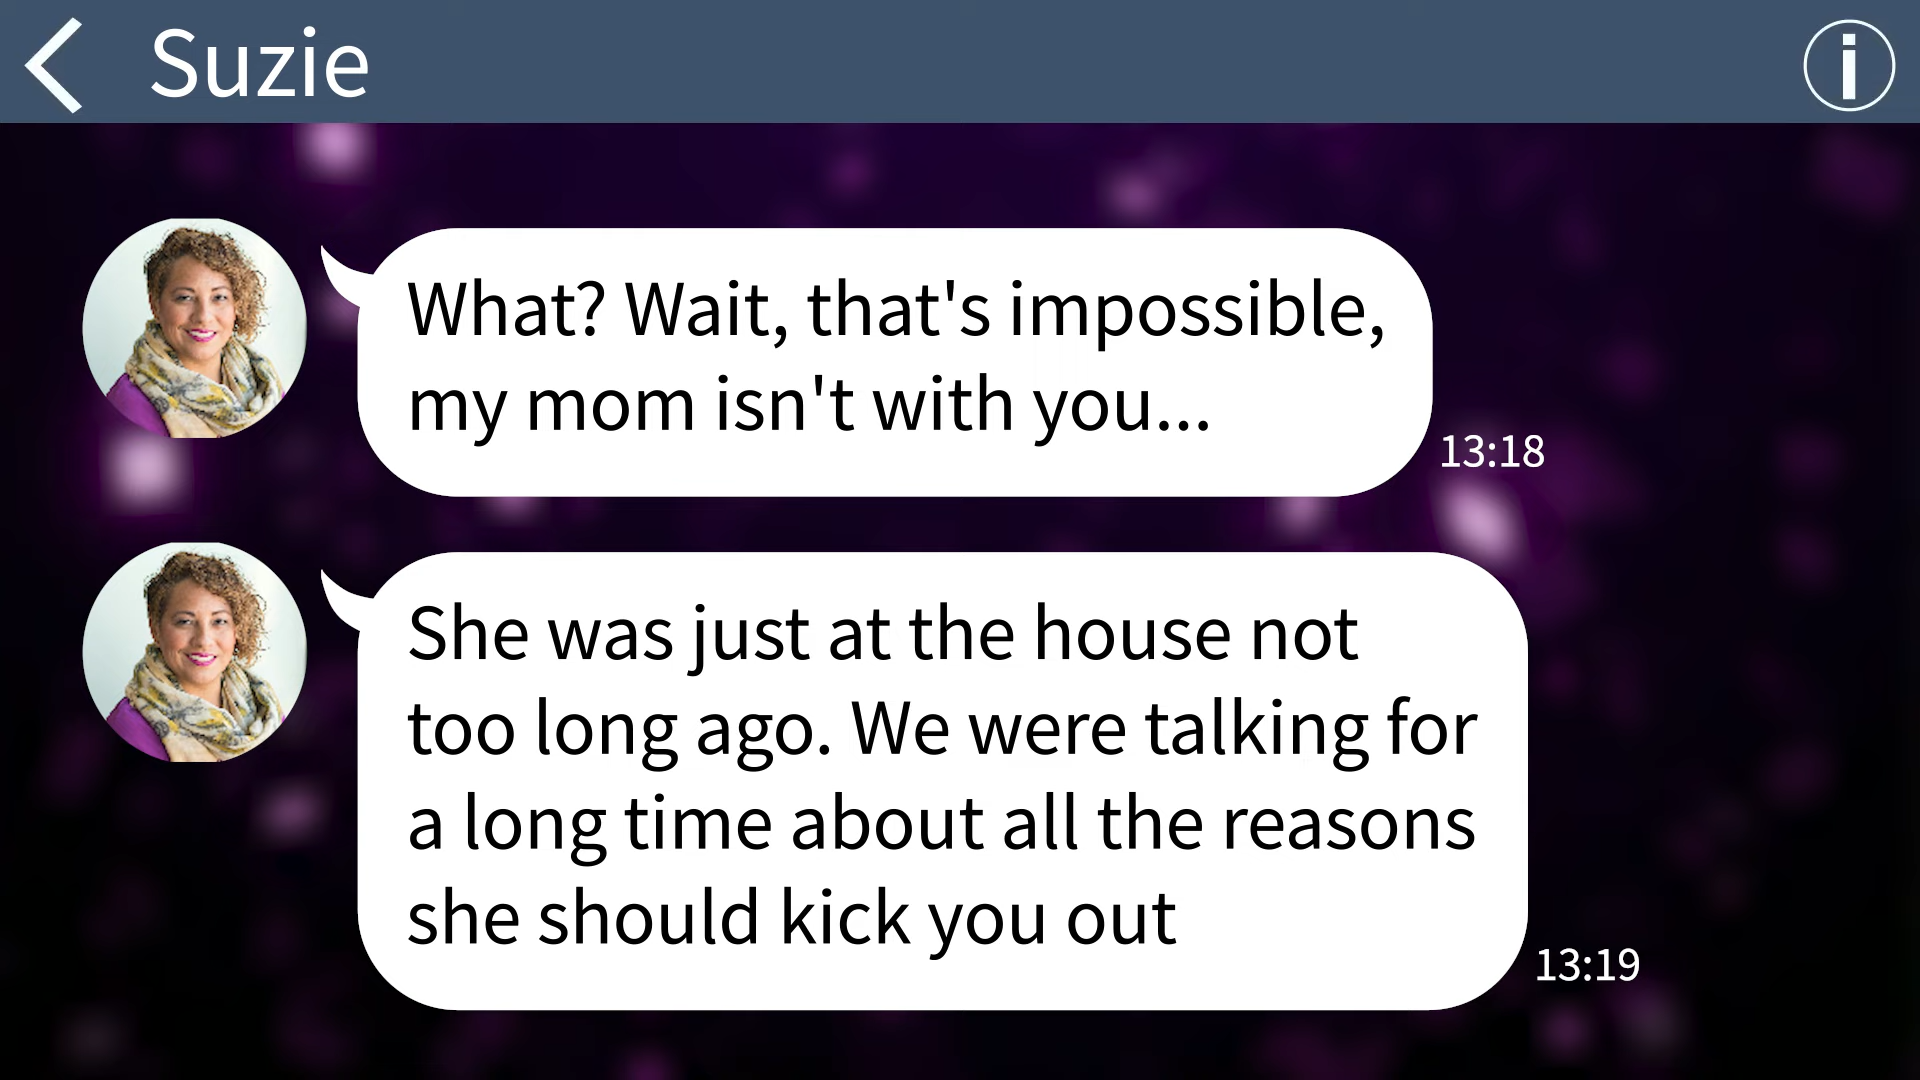 Suzie
What? Wait, that's impossible,
my mom isn't with you...
13:18
She was just at the house not
too long ago. We were talking for
a long time about all the reasons
she should kick you out
13:19